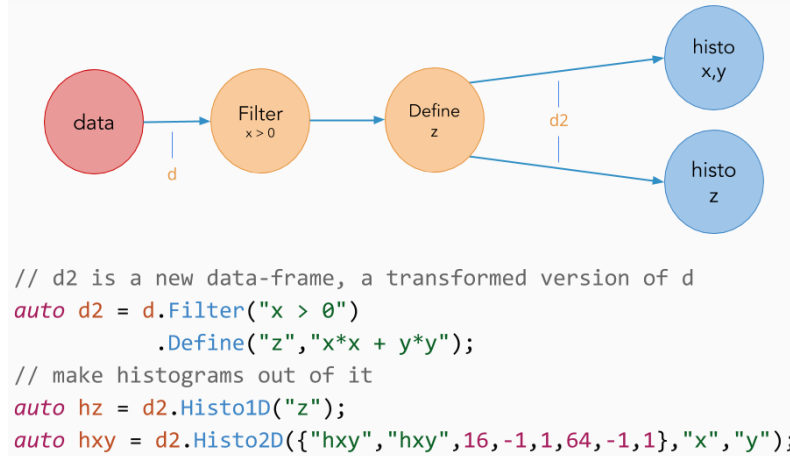 data
d
Filter
x > 0
Define
z
d2
histo
x,y
histo
z
// d2 is a new data-frame, a transformed version of d
auto d2 = d.Filter("x > 0")
.Define("z","x*x + y*y");
// make histograms out of it
auto hz = d2.Histo1D("z");
auto hxy = d2.Histo2D({"hxy","hxy",16,-1,1,64,-1,1},"x","y");